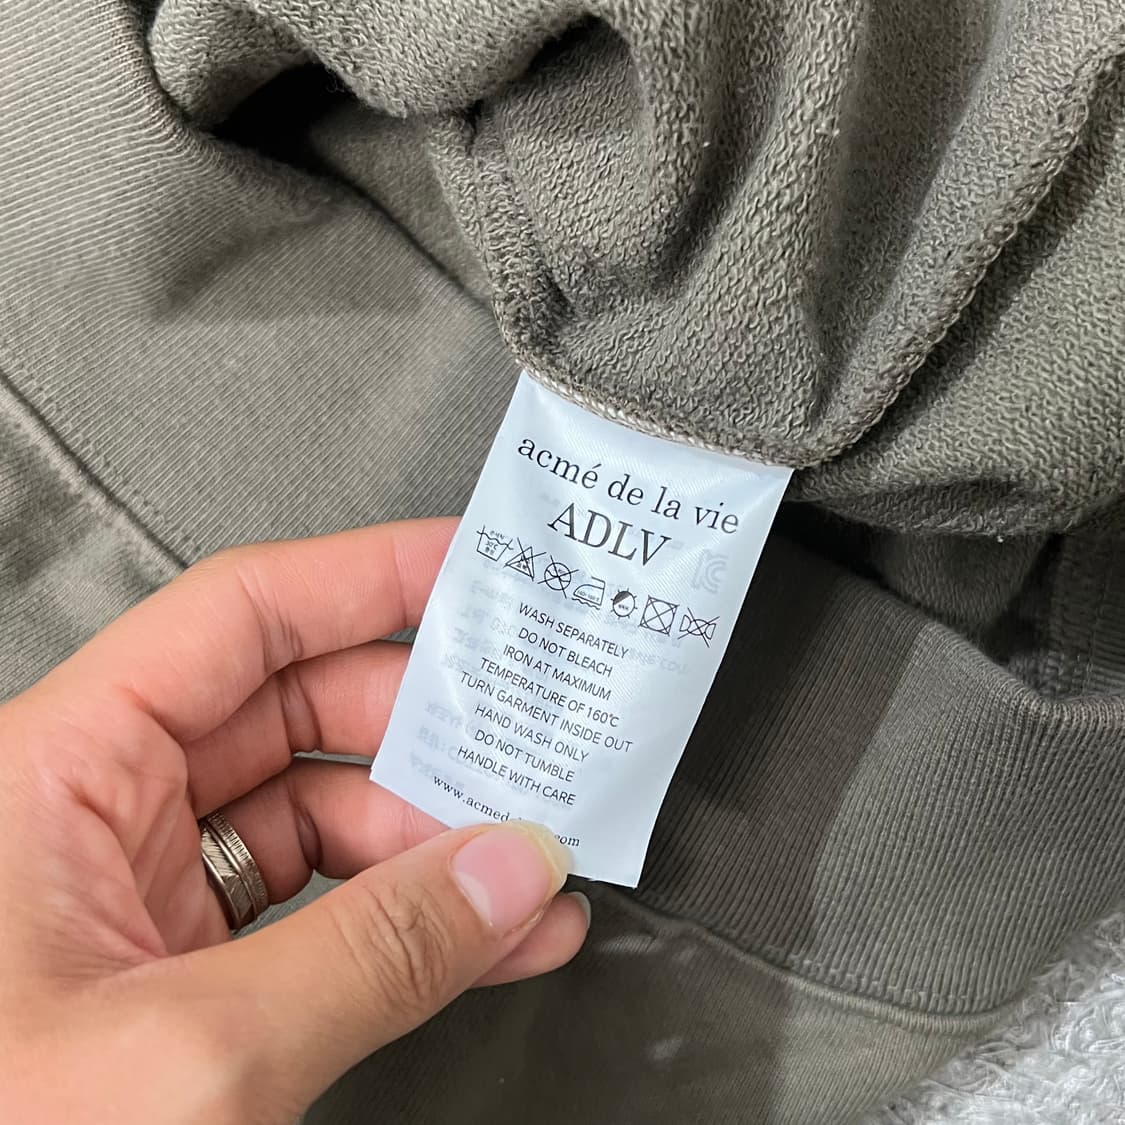 acmé de la vie
ADLV
30℃
WASH SEPARATELY
DO NOT BLEACH
IRON AT MAXIMUM
TEMPERATURE OF 160℃
TURN GARMENT INSIDE OUT
HAND WASH ONLY
DO NOT TUMBLE
HANDLE WITH CARE